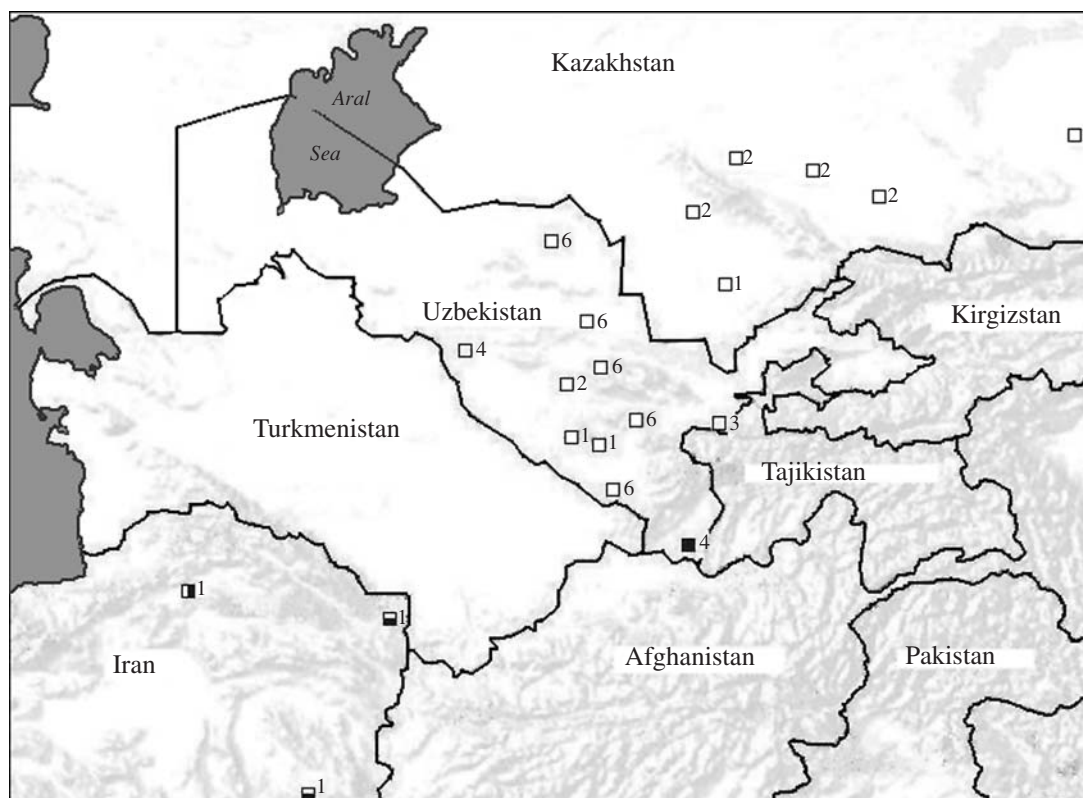 Kazakhstan
Aral
Sea
2
2
2
2
6
1
Uzbekistan
6
Kirgizstan
4
6
2
Turkmenistan
6
3
1
1
Tajikistan
6
4
1
1
Iran
Afghanistan
Pakistan
1